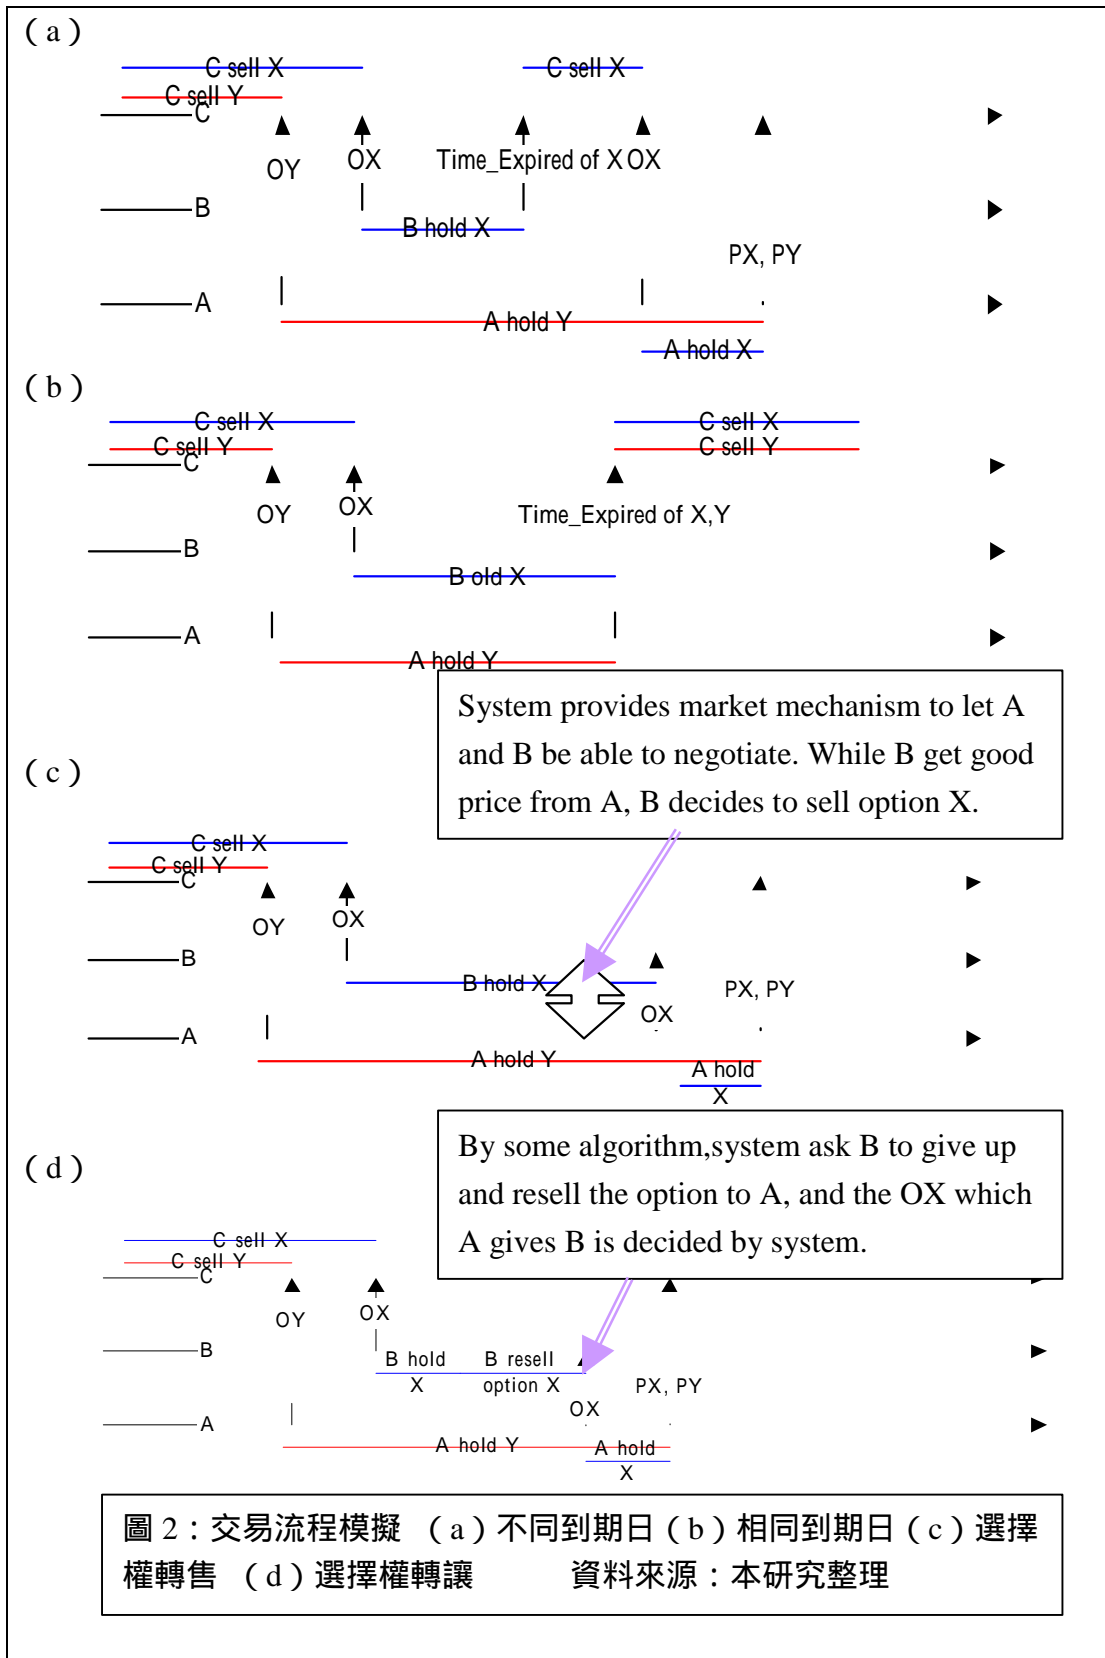 （a）
C sell X C sell X
C sell Y
C
OY OX Time_Expired of X OX
B
B hold X
PX, PY
A
A hold Y
A hold X
（b）
C sell X C sell X
C sell Y C sell Y
C
OY OX Time_Expired of X,Y
B
B old X
A
A hold Y
System provides market mechanism to let A
and B be able to negotiate. While B get good
price from A, B decides to sell option X.
（c）
C sell X
C sell Y
C
OY OX
B
B hold X PX, PY
OX
A
A hold Y
A hold
X
By some algorithm,system ask B to give up
and resell the option to A, and the OX which
A gives B is decided by system.
（d）
C sell X
C sell Y
C
OY OX
B
B hold B resell
X option X PX, PY
OX
A
A hold Y A hold
X
圖 2：交易流程模擬 （a）不同到期日（b）相同到期日（c）選擇
權轉售 （d）選擇權轉讓 資料來源：本研究整理